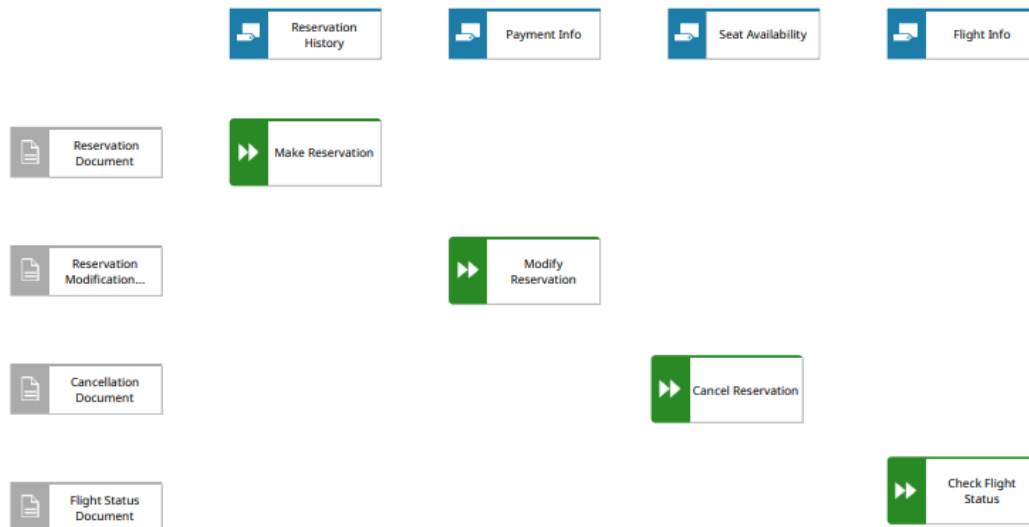 Reservation
History
Payment Info
Seat Availability
Flight Info
Reservation
Document
Make Reservation
Reservation
Modification...
Modify
Reservation
Cancellation
Document
Cancel Reservation
Flight Status
Document
Check Flight
Status